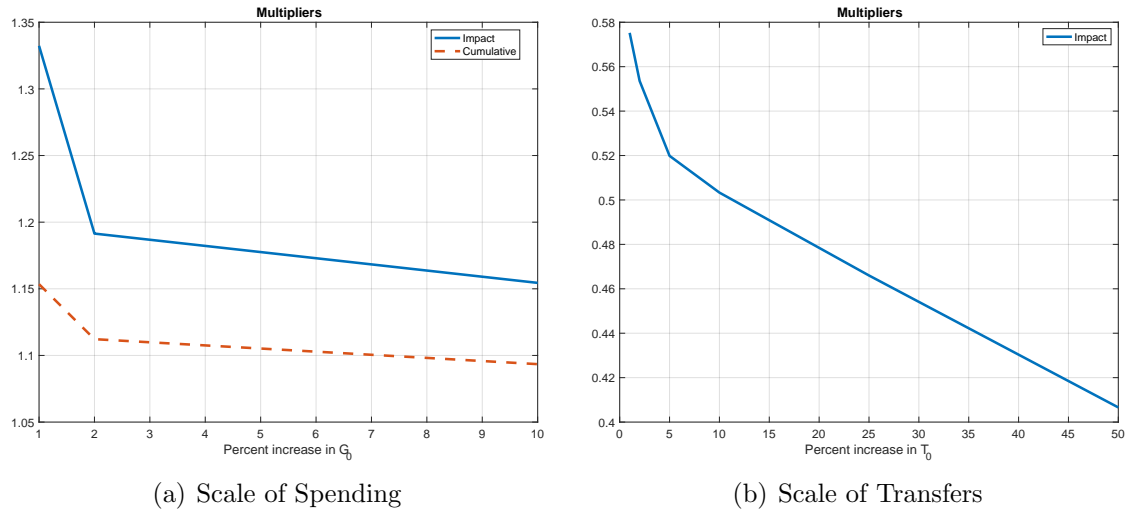 Multipliers
1.35
1.3
1.25
1.2
1.15
1.1
1.05
1 2 3 4 5 6 7 8 9 10
Percent increase in G0
Impact
Cumulative
(a) Scale of Spending
Multipliers
0.58
0.56
0.54
0.52
0.5
0.48
0.46
0.44
0.42
0.4
0 5 10 15 20 25 30 35 40 45 50
Percent increase in T0
Impact
(b) Scale of Transfers